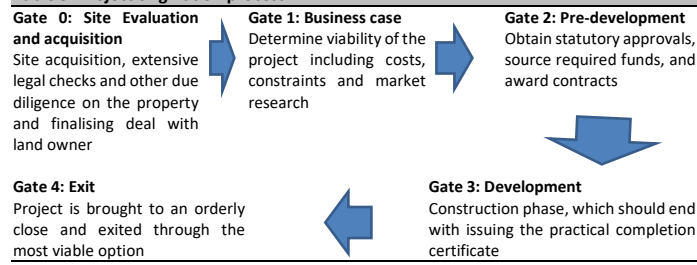 Gate 0: Site Evaluation
and acquisition
Site acquisition, extensive
legal checks and other due
diligence on the property
and finalising deal with
land owner
Gate 1: Business case
Determine viability of the
project including costs,
constraints and market
research
Gate 2: Pre-development
Obtain statutory approvals,
source required funds, and
award contracts
Gate 3: Development
Construction phase, which should end
with issuing the practical completion
certificate
Gate 4: Exit
Project is brought to an orderly
close and exited through the
most viable option